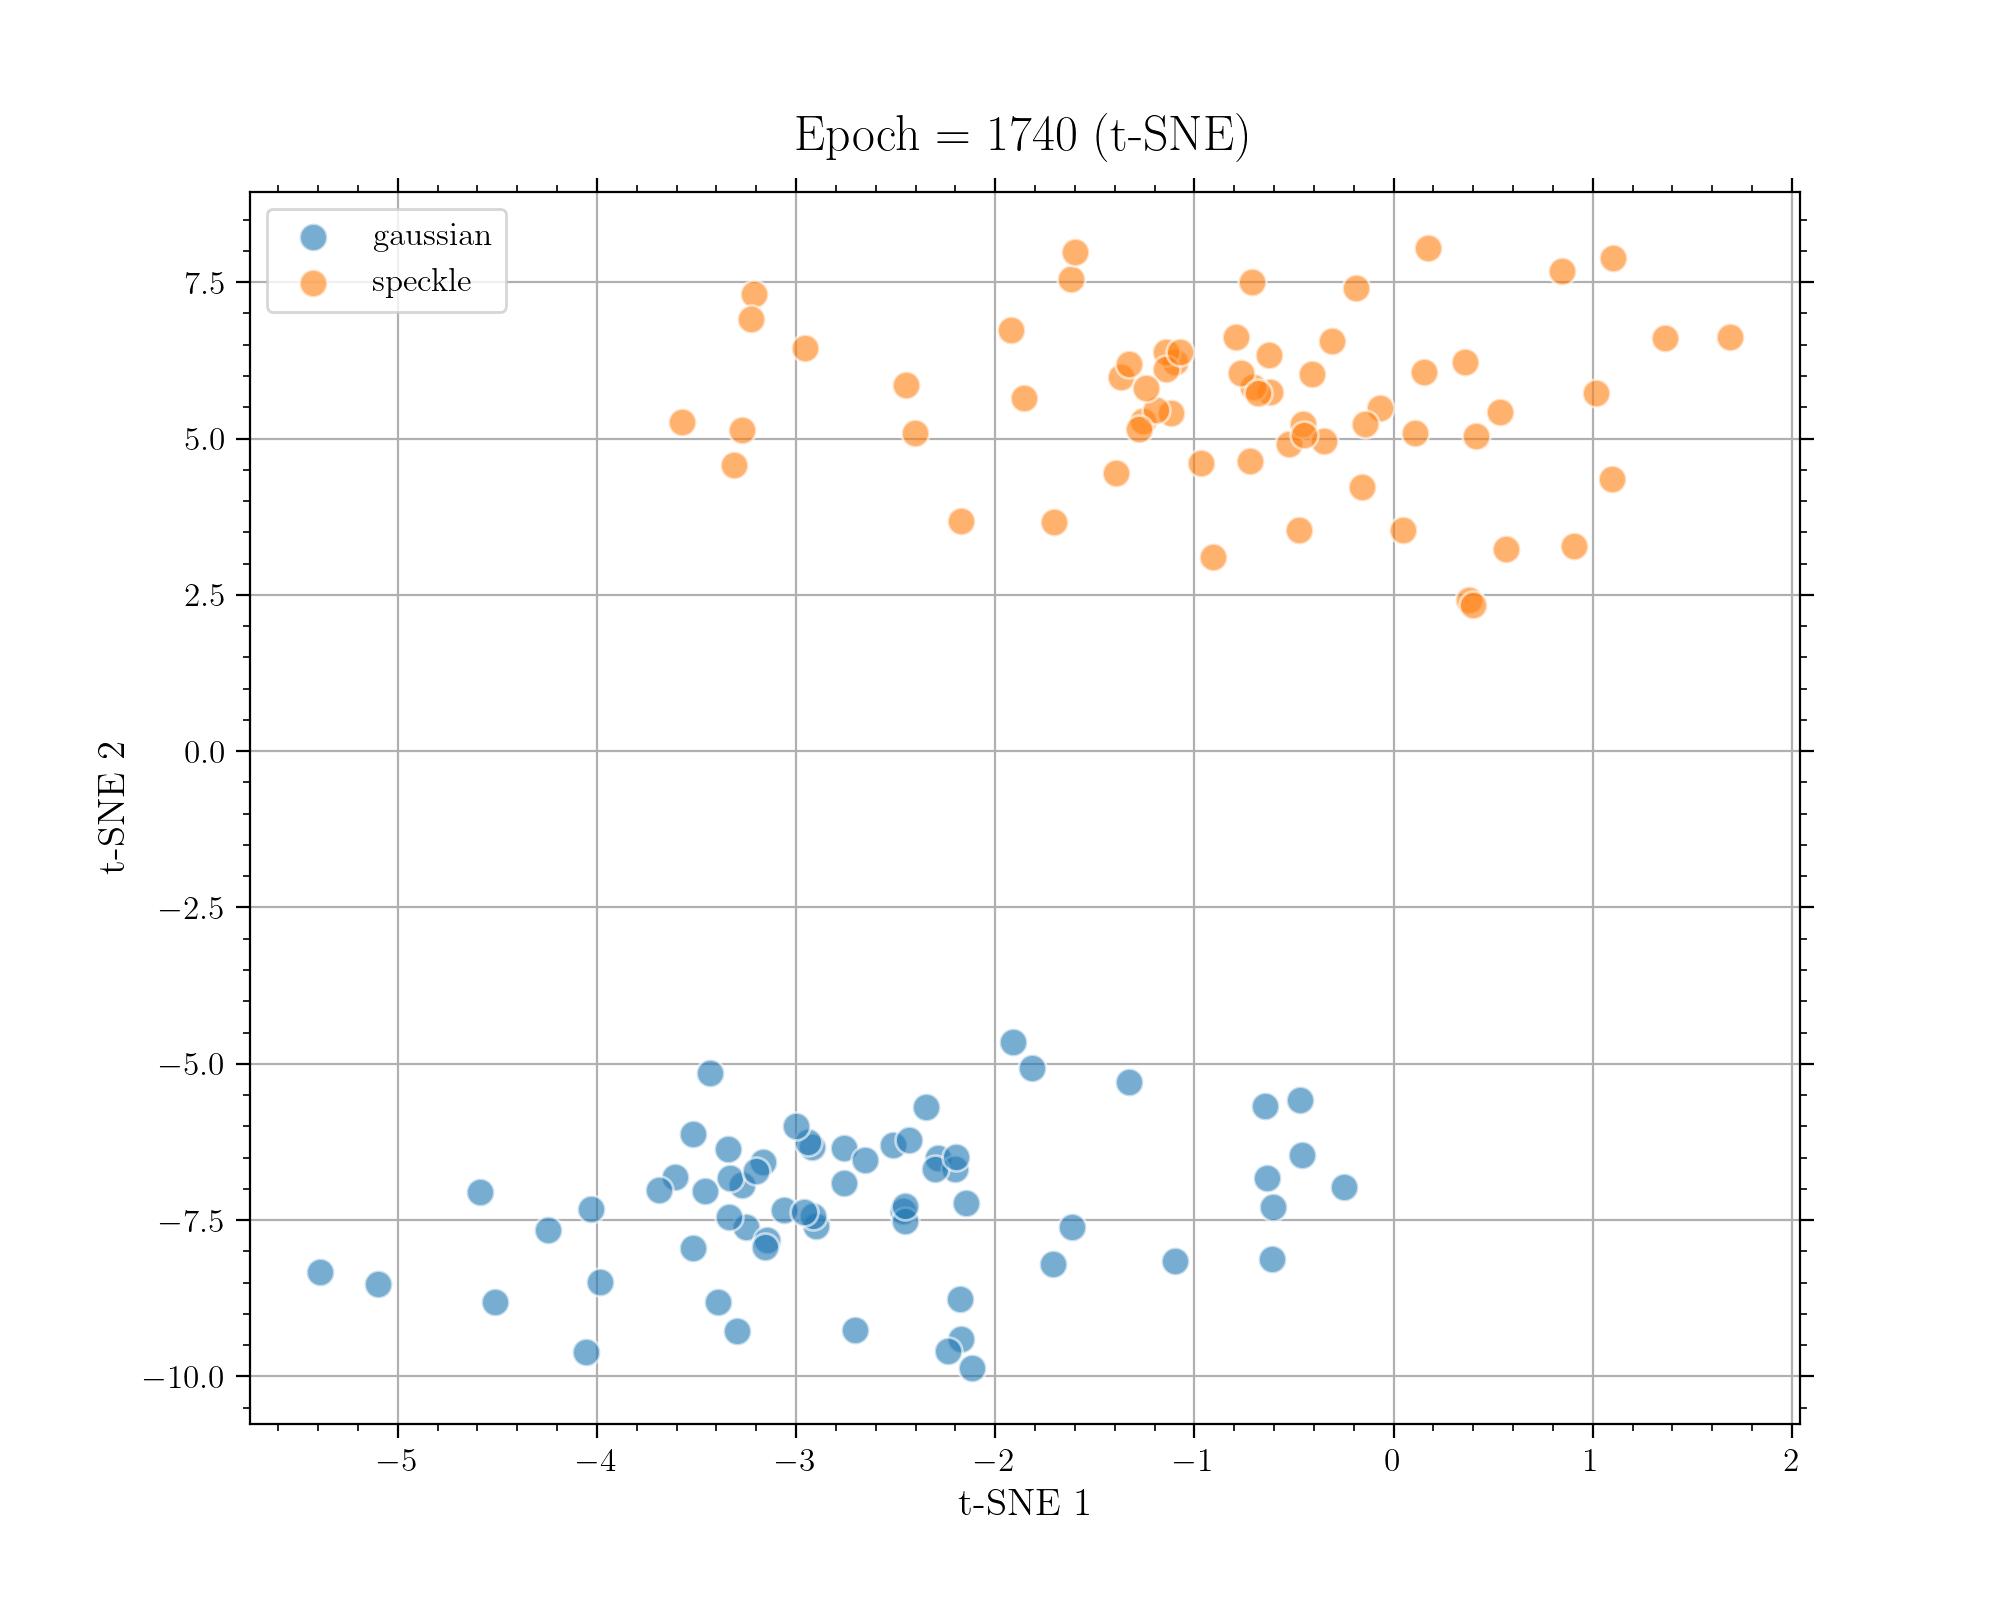 Epoch = 1740 (t-SNE)
gaussian
speckle
7.5
5.0
2.5
0.0
−2.5
−5.0
−7.5
−10.0
t-SNE 2
−5 −4 −3 −2 −1 0 1 2
t-SNE 1